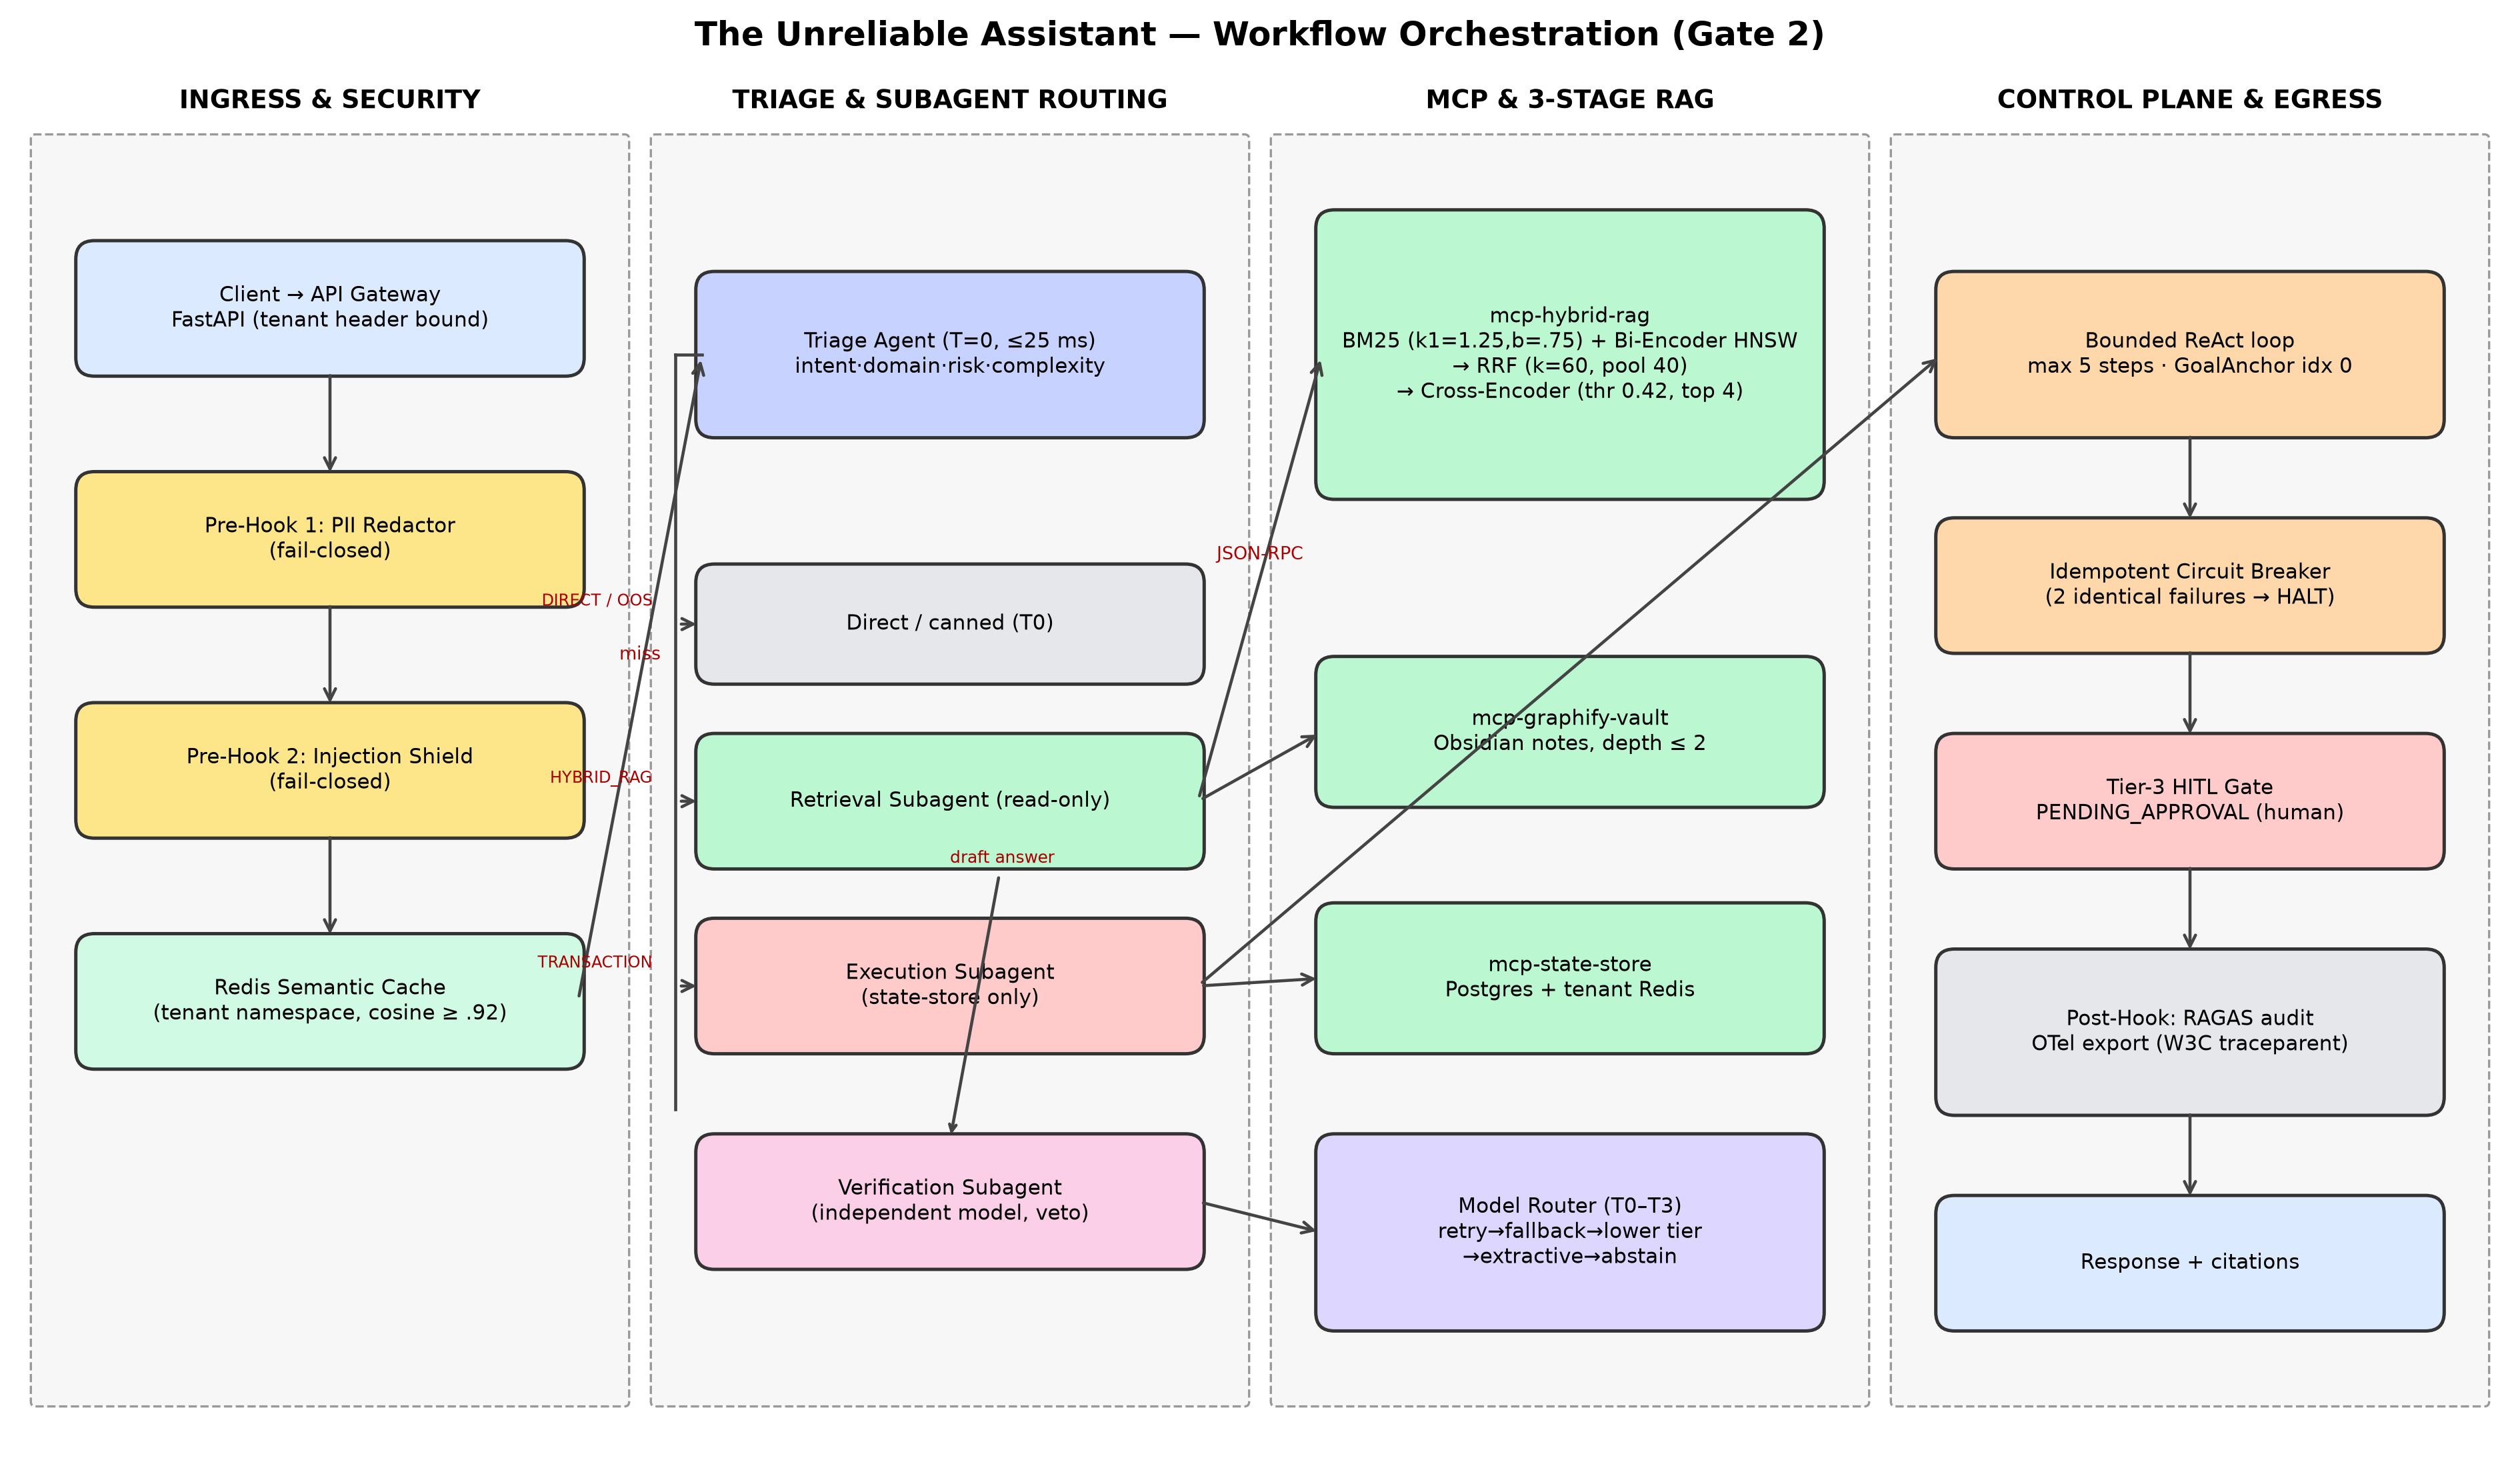 The Unreliable Assistant — Workflow Orchestration (Gate 2)
INGRESS & SECURITY
Client → API Gateway
FastAPI (tenant header bound)
Pre-Hook 1: PII Redactor
(fail-closed)
Pre-Hook 2: Injection Shield
(fail-closed)
Redis Semantic Cache
(tenant namespace, cosine ≥ .92)
DIRECT / OOS
miss
HYBRID_RAG
TRANSACTION
TRIAGE & SUBAGENT ROUTING
Triage Agent (T=0, ≤25 ms)
intent·domain·risk·complexity
Direct / canned (T0)
Retrieval Subagent (read-only)
draft answer
Execution Subagent
(state-store only)
Verification Subagent
(independent model, veto)
JSON-RPC
MCP & 3-STAGE RAG
mcp-hybrid-rag
BM25 (k1=1.25,b=.75) + Bi-Encoder HNSW
→ RRF (k=60, pool 40)
→ Cross-Encoder (thr 0.42, top 4)
mcp-graphify-vault
Obsidian notes, depth ≤ 2
mcp-state-store
Postgres + tenant Redis
Model Router (T0–T3)
retry→fallback→lower tier
→extractive→abstain
CONTROL PLANE & EGRESS
Bounded ReAct loop
max 5 steps · GoalAnchor idx 0
Idempotent Circuit Breaker
(2 identical failures → HALT)
Tier-3 HITL Gate
PENDING_APPROVAL (human)
Post-Hook: RAGAS audit
OTel export (W3C traceparent)
Response + citations